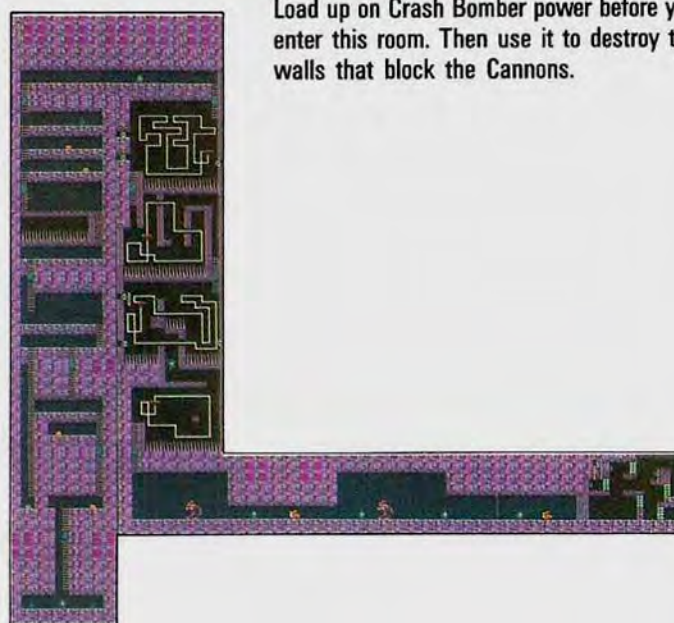 Load up on Crash Bomber power before
enter this room. Then use it to destroy
walls that block the Cannons.